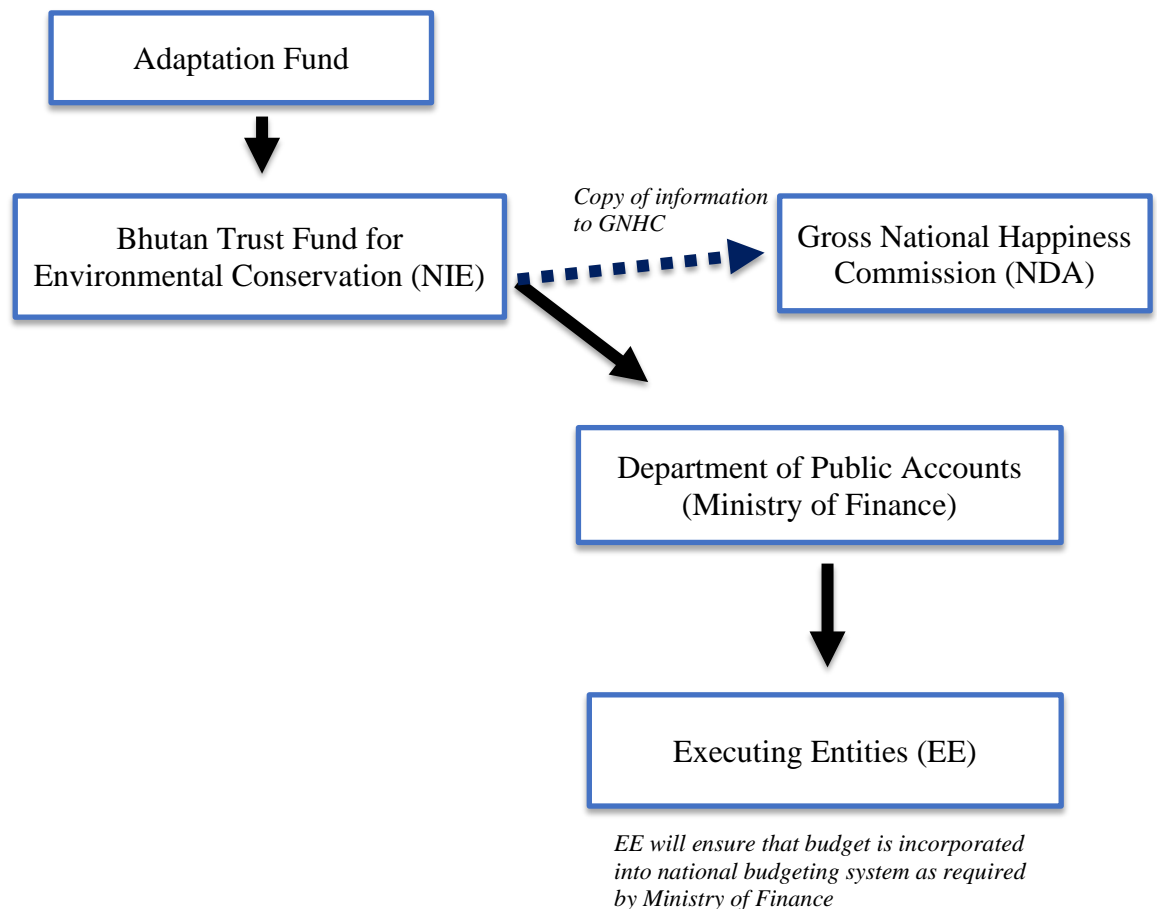 Adaptation Fund
Copy of information
to GNHC
Bhutan Trust Fund for
Environmental Conservation (NIE)
Gross National Happiness
Commission (NDA)
Department of Public Accounts
(Ministry of Finance)
Executing Entities (EE)
EE will ensure that budget is incorporated
into national budgeting system as required
by Ministry of Finance